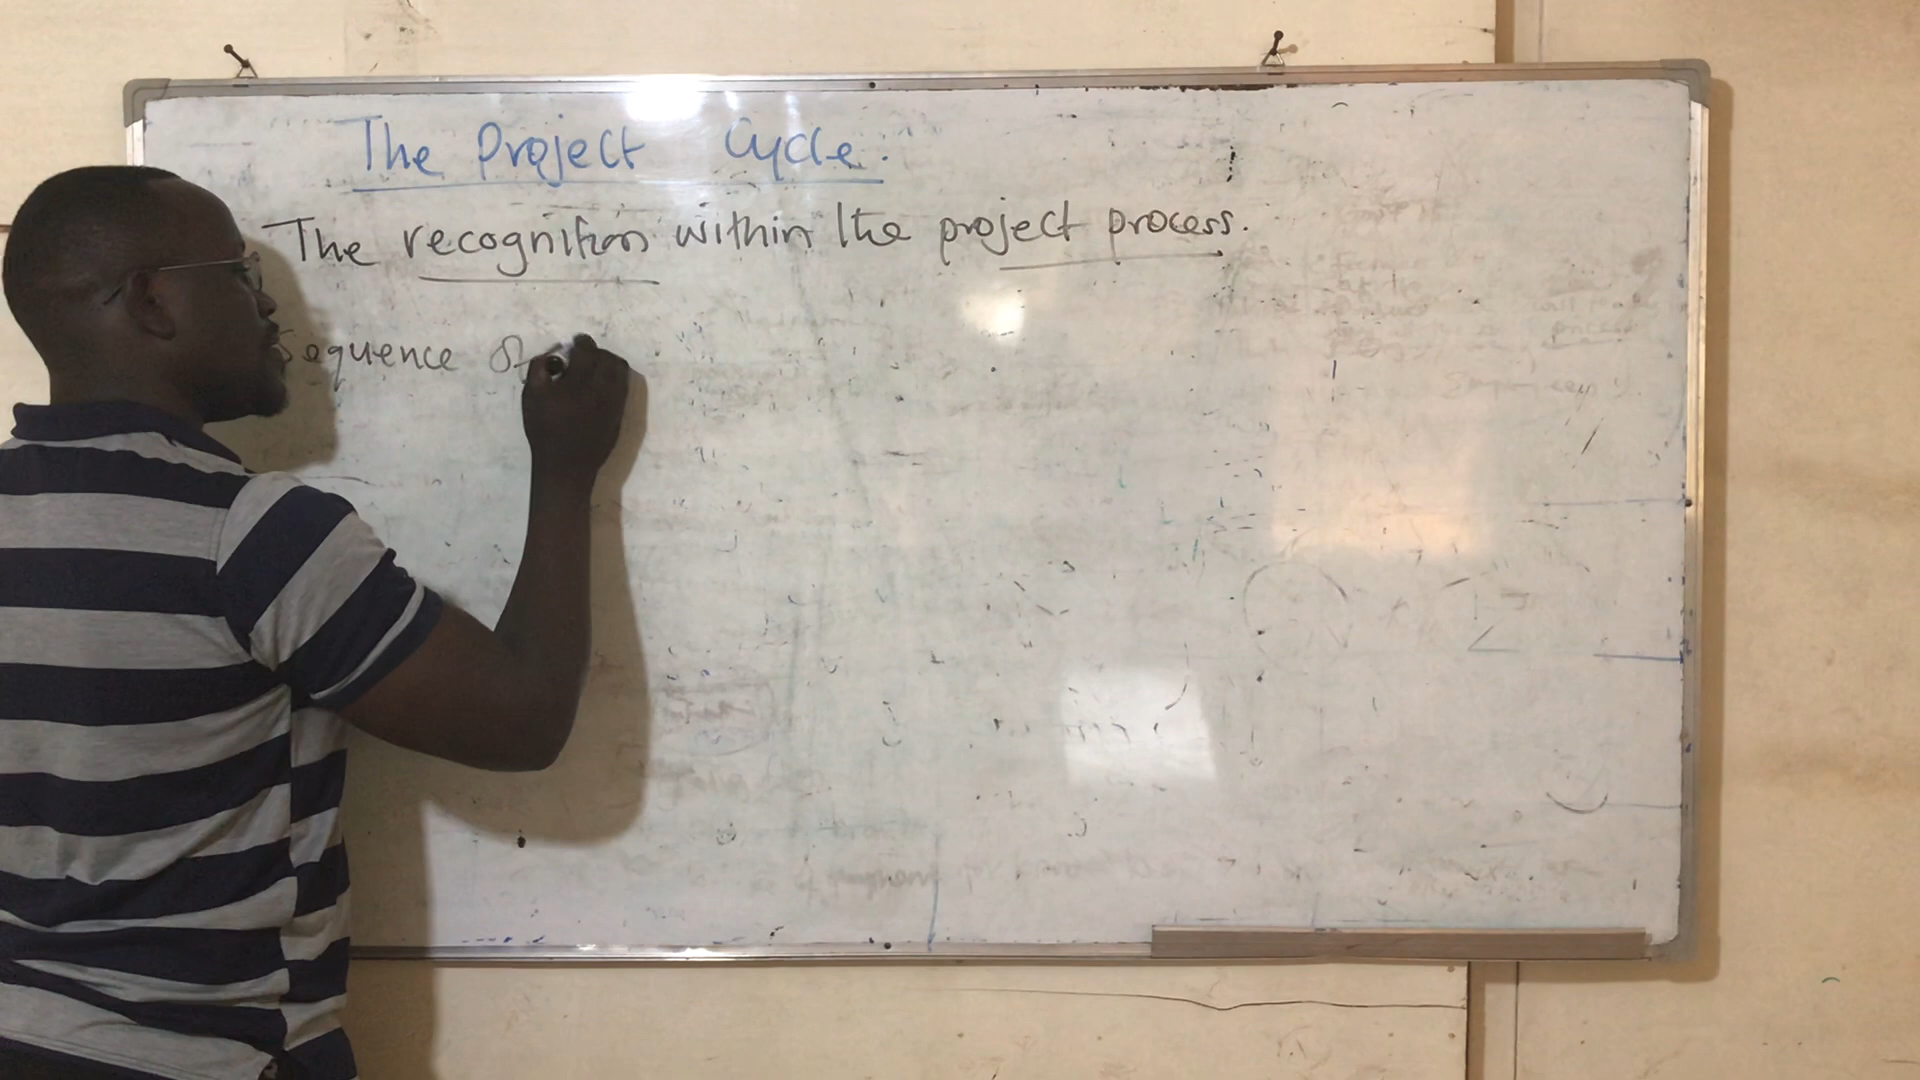 The Project Cycle.
The recognition within the project process.
Sequence of